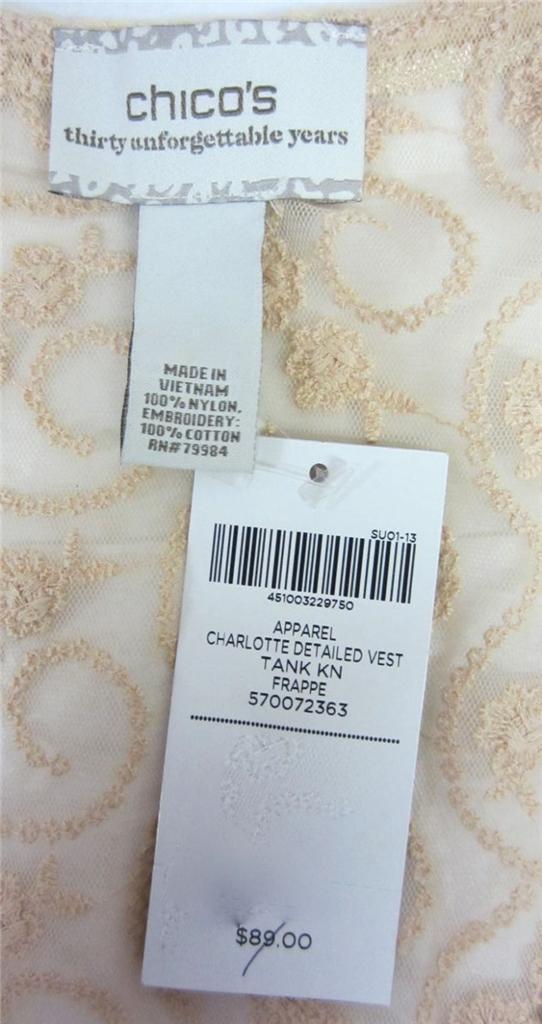 chico's
thirty unforgettable years
MADE IN
VIETNAM
100% NYLON,
EMBROIDERY:
100% COTTON
RN#79984
SU01-13
451003229750
APPAREL
CHARLOTTE DETAILED VEST
TANK KN
FRAPPE
570072363
$89.00